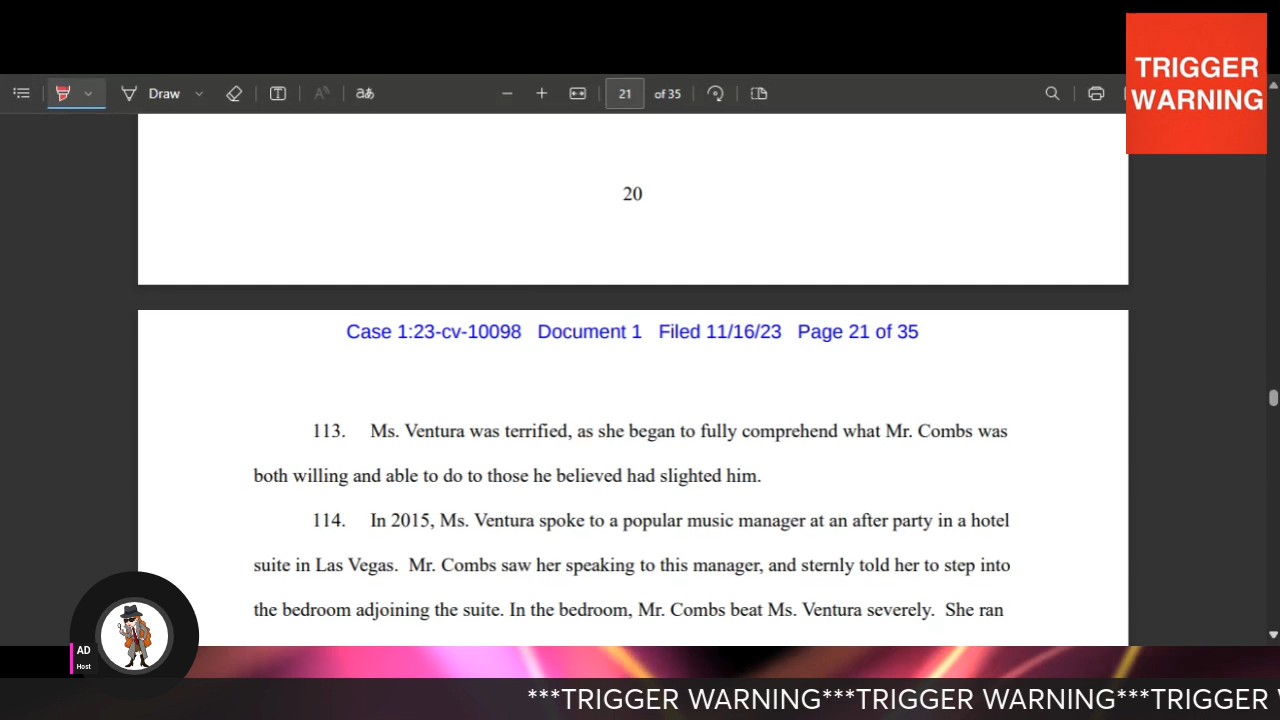 TRIGGER
WARNING
Draw
aあ
21 of 35
20
Case 1:23-cv-10098 Document 1 Filed 11/16/23 Page 21 of 35
113. Ms. Ventura was terrified, as she began to fully comprehend what Mr. Combs was
both willing and able to do to those he believed had slighted him.
114. In 2015, Ms. Ventura spoke to a popular music manager at an after party in a hotel
suite in Las Vegas. Mr. Combs saw her speaking to this manager, and sternly told her to step into
the bedroom adjoining the suite. In the bedroom, Mr. Combs beat Ms. Ventura severely. She ran
AD
Host
***TRIGGER WARNING***TRIGGER WARNING***TRIGGER